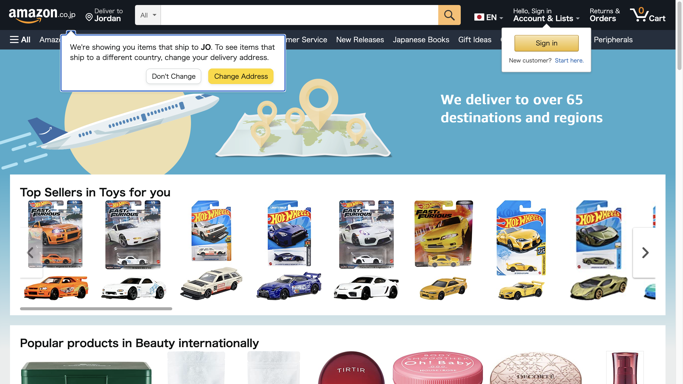 amazon.co.jp
Deliver to
Jordan
All
EN
Hello, Sign in
Account & Lists
Returns &
Orders
0
Cart
All
Amaz
mer Service
New Releases
Japanese Books
Gift Ideas
Peripherals
We're showing you items that ship to JO. To see items that
ship to a different country, change your delivery address.
Don't Change
Change Address
Sign in
New customer? Start here.
We deliver to over 65
destinations and regions
Top Sellers in Toys for you
FAST & FURIOUS
FAST & FURIOUS
Hot Wheels
Hot Wheels
FAST & FURIOUS
FAST & FURIOUS
Hot Wheels
Hot Wheels
Popular products in Beauty internationally
TIRTIR
BODY SMOOTHER
Oh! Baby